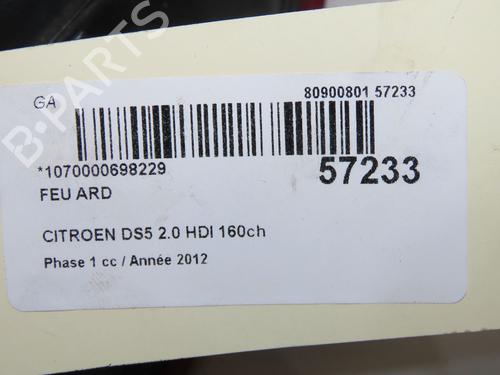 B-PARTS
GA
80900801 57233
*1070000698229
57233
FEU ARD
CITROEN DS5 2.0 HDI 160ch
Phase 1 cc / Année 2012